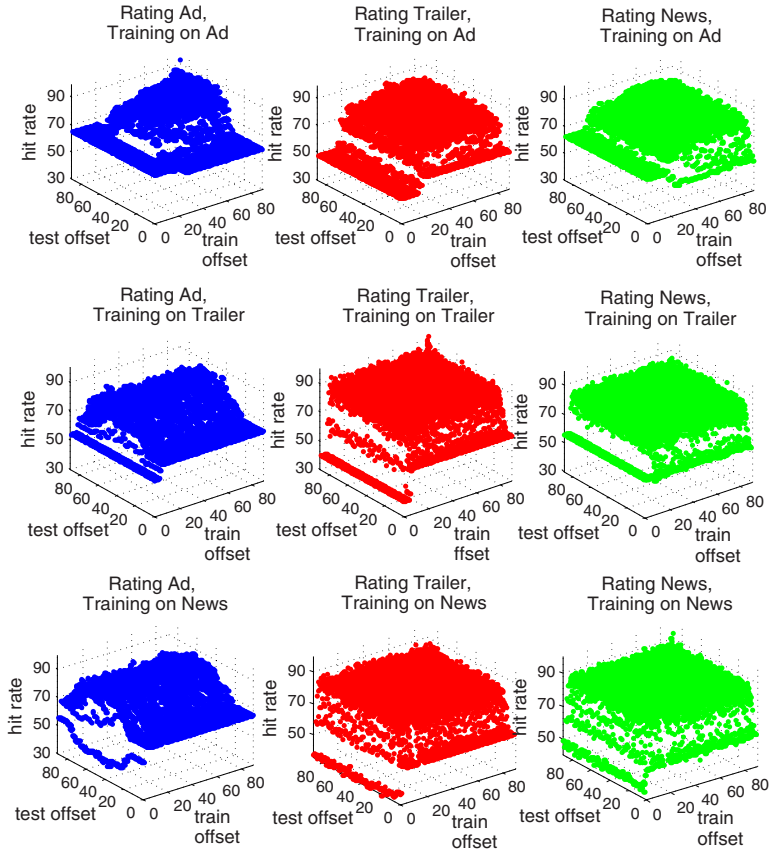 Rating Ad,
Training on Ad
Rating Trailer,
Training on Ad
Rating News,
Training on Ad
hit rate
90
70
50
30
80
60
40
20
0
test offset
0
20
40
60
80
train
offset
hit rate
90
70
50
30
80
60
40
20
0
test offset
0
20
40
60
80
train
offset
hit rate
90
70
50
30
80
60
40
20
0
test offset
0
20
40
60
80
train
offset
Rating Ad,
Training on Trailer
Rating Trailer,
Training on Trailer
Rating News,
Training on Trailer
hit rate
90
70
50
30
80
60
40
20
0
test offset
0
20
40
60
80
train
offset
hit rate
90
70
50
30
80
60
40
20
0
test offset
0
20
40
60
80
train
ffset
hit rate
90
70
50
30
80
60
40
20
0
test offset
0
20
40
60
80
train
offset
Rating Ad,
Training on News
Rating Trailer,
Training on News
Rating News,
Training on News
hit rate
90
70
50
30
80
60
40
20
0
test offset
0
20
40
60
80
train
offset
hit rate
90
70
50
80
60
40
20
0
test offset
0
20
40
60
80
train
offset
hit rate
90
70
50
80
60
40
20
0
test offset
0
20
40
60
80
train
offset